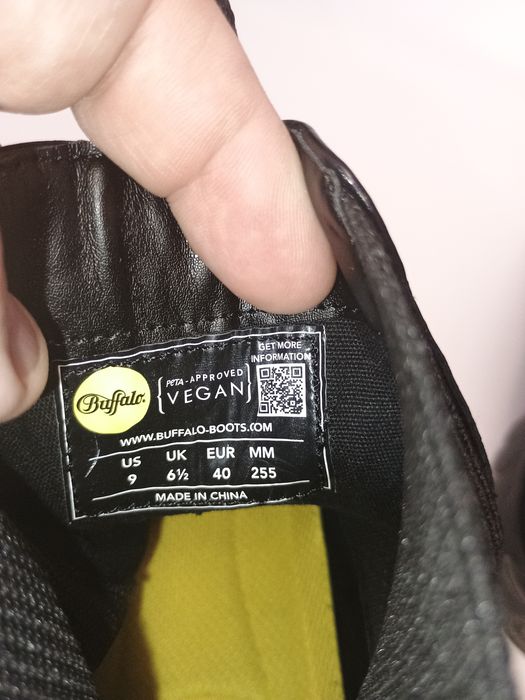 GET MORE
INFORMATION
Buffalo.
PETA-APPROVED
VEGAN
WWW.BUFFALO-BOOTS.COM
US UK EUR MM
9 6½ 40 255
MADE IN CHINA